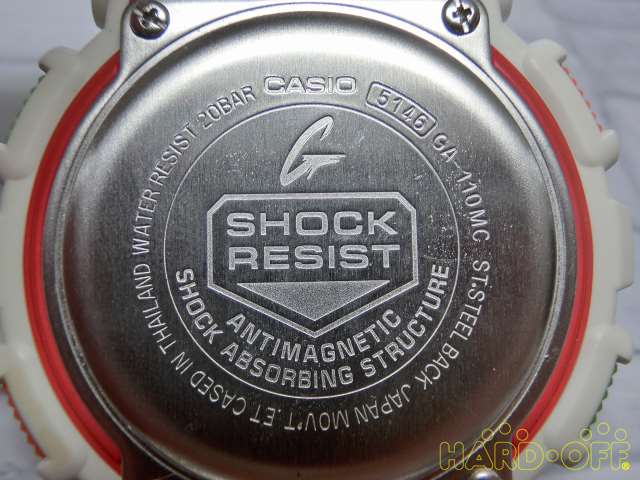 CASIO
5146
GA-110MC ST.STEEL BACK JAPAN MOV'T ET CASED IN THAILAND WATER RESIST 20BAR
G
SHOCK
RESIST
ANTIMAGNETIC
SHOCK ABSORBING STRUCTURE
HARD-OFF